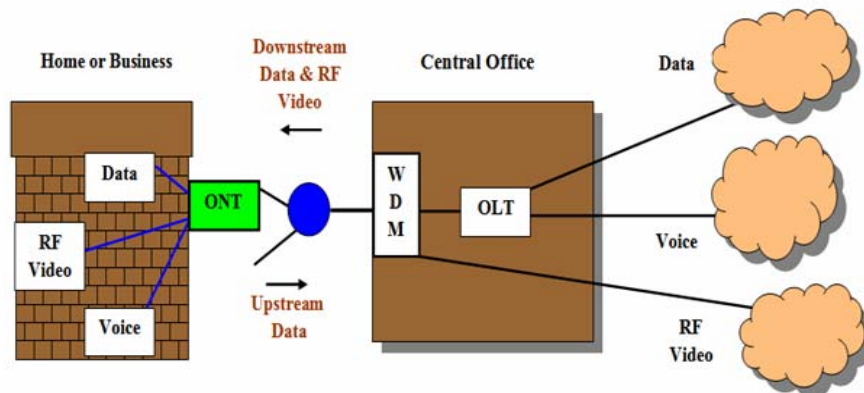 Home or Business
Downstream
Data & RF
Video
Central Office
Data
Data
ONT
RF
Video
Voice
Upstream
Data
W
D
M
OLT
Voice
RF
Video